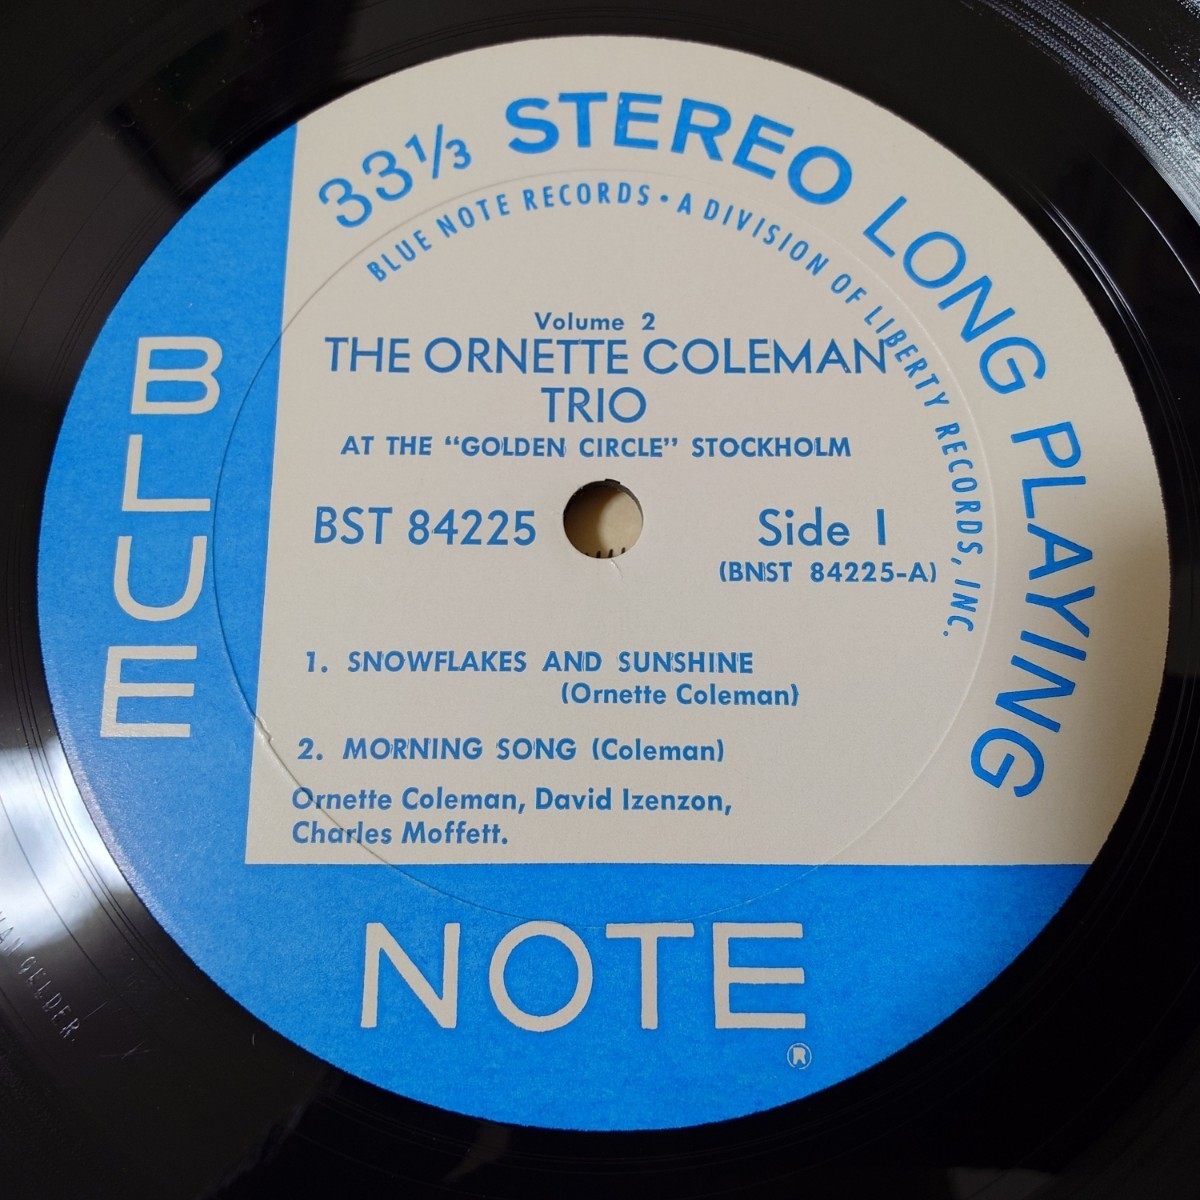 33⅓ STEREO LONG PLAYING
BLUE NOTE RECORDS • A DIVISION OF LIBERTY RECORDS, INC.
Volume 2
THE ORNETTE COLEMAN
TRIO
AT THE “GOLDEN CIRCLE” STOCKHOLM
BST 84225
Side 1
(BNST 84225-A)
1. SNOWFLAKES AND SUNSHINE
(Ornette Coleman)
2. MORNING SONG (Coleman)
Ornette Coleman, David Izenzon,
Charles Moffett.
BLUE
NOTE
®
VAN GELDER